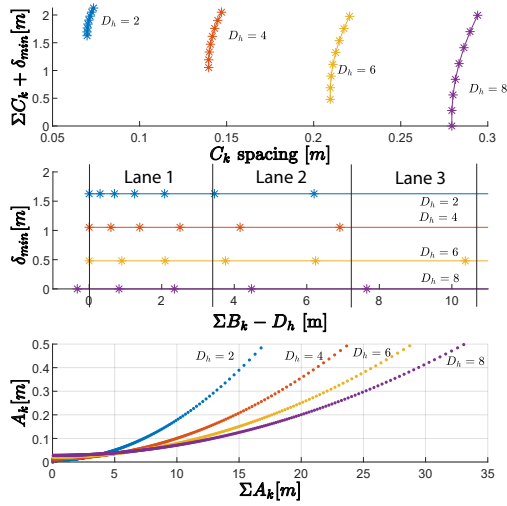 2
1.5
1
0.5
0
ΣC_k + δ_min[m]
D_h = 2
D_h = 4
D_h = 6
D_h = 8
0.05 0.1 0.15 0.2 0.25 0.3
C_k spacing [m]
2
1.5
1
0.5
0
δ_min[m]
Lane 1 Lane 2 Lane 3
D_h = 2
D_h = 4
D_h = 6
D_h = 8
0 2 4 6 8 10
ΣB_k − D_h [m]
0.5
0.4
0.3
0.2
0.1
0
A_k[m]
D_h = 2 D_h = 4 D_h = 6 D_h = 8
0 5 10 15 20 25 30 35
ΣA_k[m]